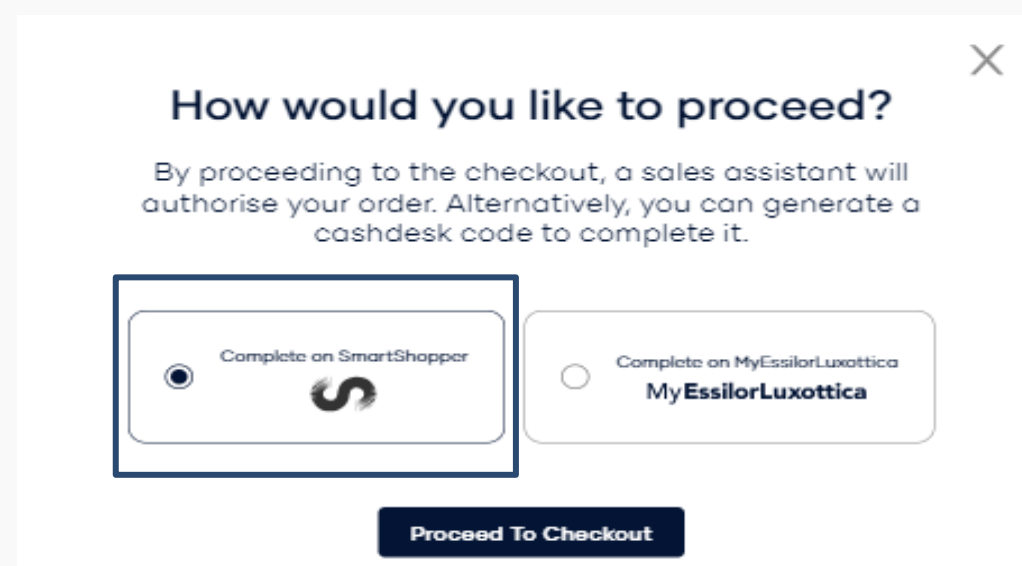 How would you like to proceed?
By proceeding to the checkout, a sales assistant will
authorise your order. Alternatively, you can generate a
cashdesk code to complete it.
Complete on SmartShopper
Complete on MyEssilorLuxottica
MyEssilorLuxottica
Proceed To Checkout